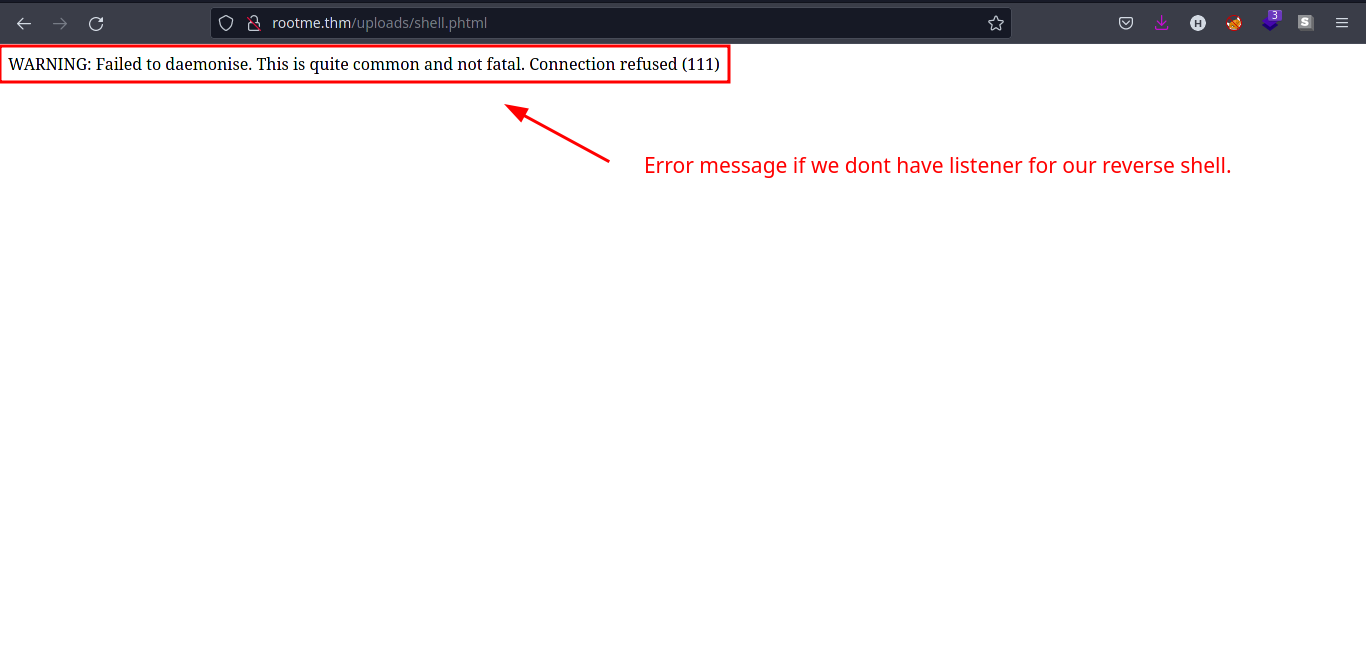 rootme.thm/uploads/shell.phtml
H
3
S
WARNING: Failed to daemonise. This is quite common and not fatal. Connection refused (111)
Error message if we dont have listener for our reverse shell.